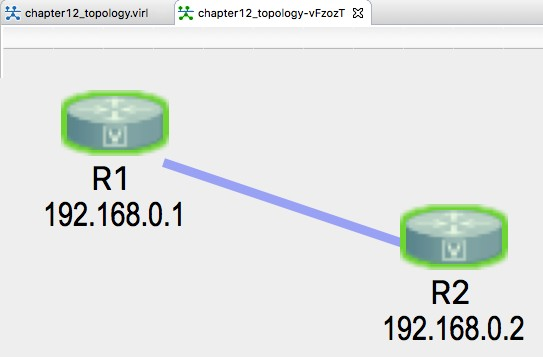 chapter12_topology.virl
chapter12_topology-vFzozT
R1
192.168.0.1
R2
192.168.0.2